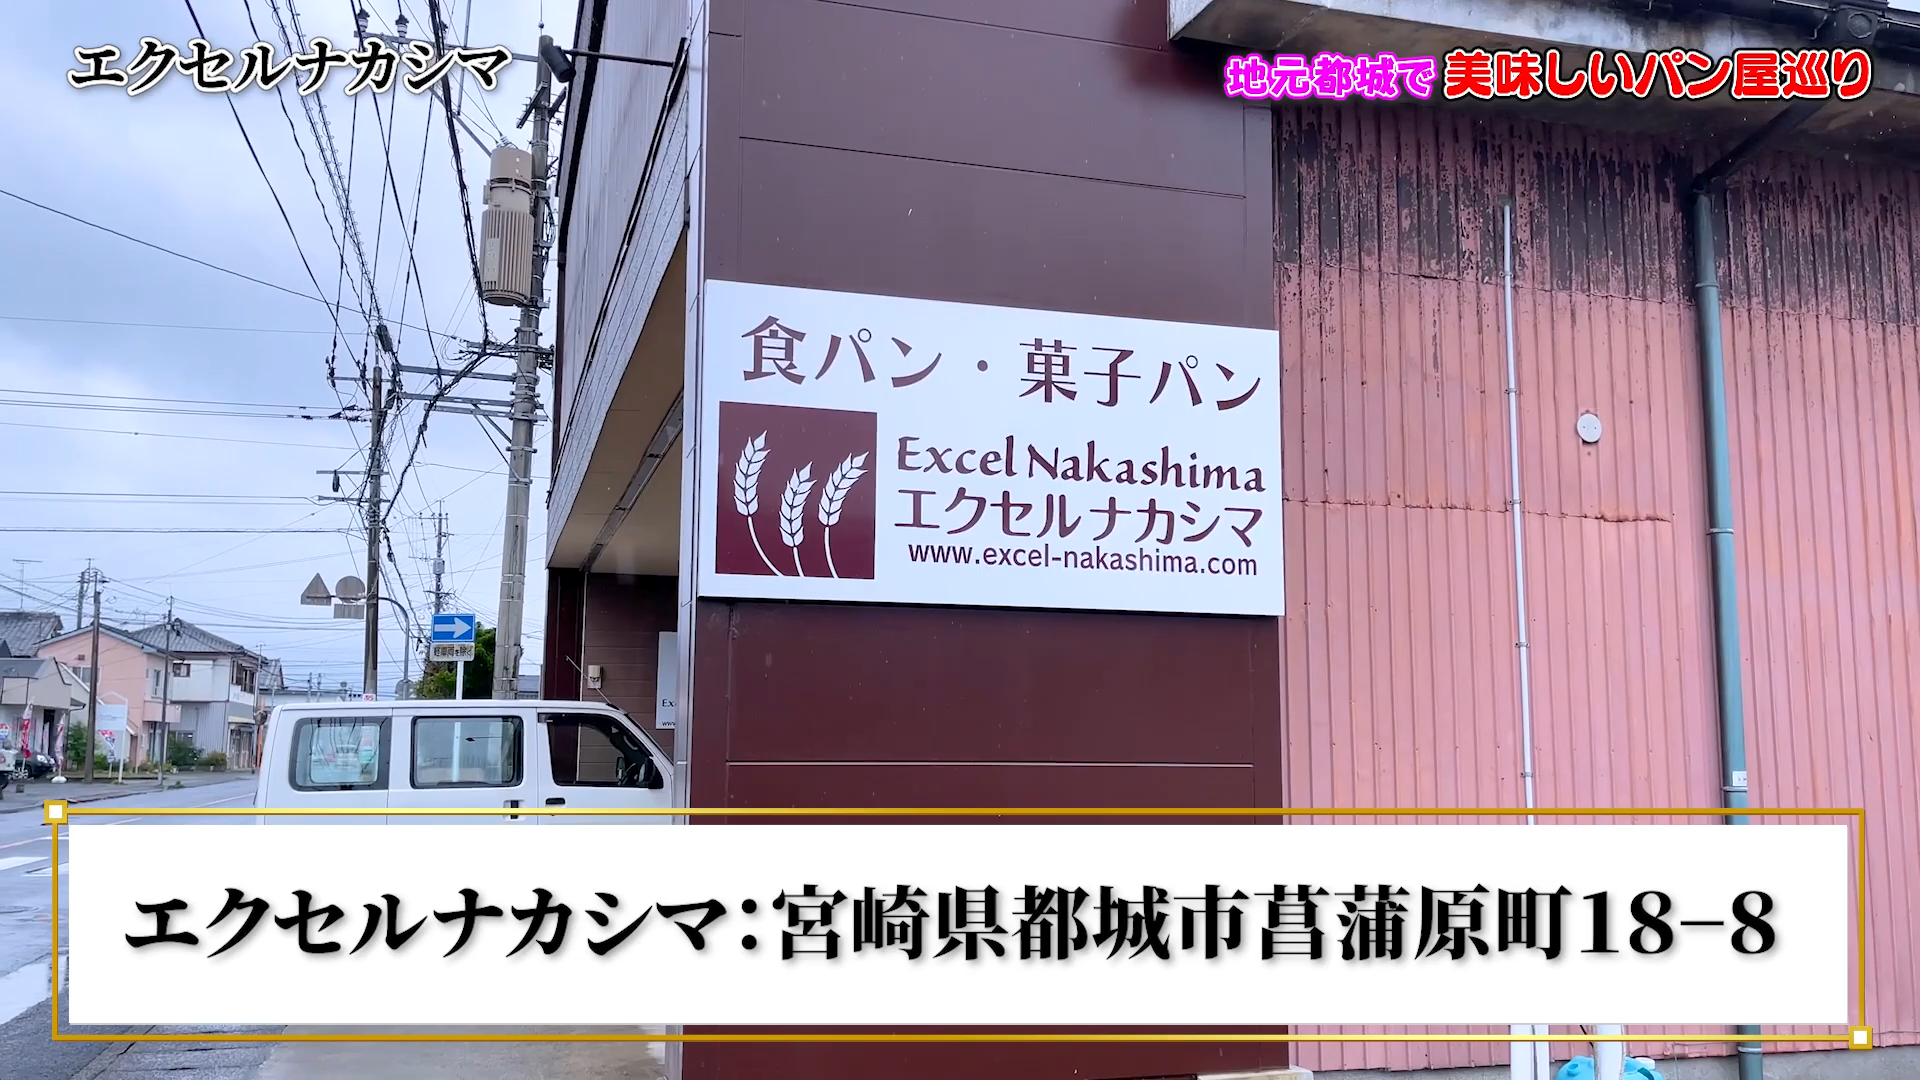 エクセルナカシマ
地元都城で美味しいパン屋巡り
食パン・菓子パン
Excel Nakashima
エクセルナカシマ
www.excel-nakashima.com
エクセルナカシマ：宮崎県都城市菖蒲原町18-8